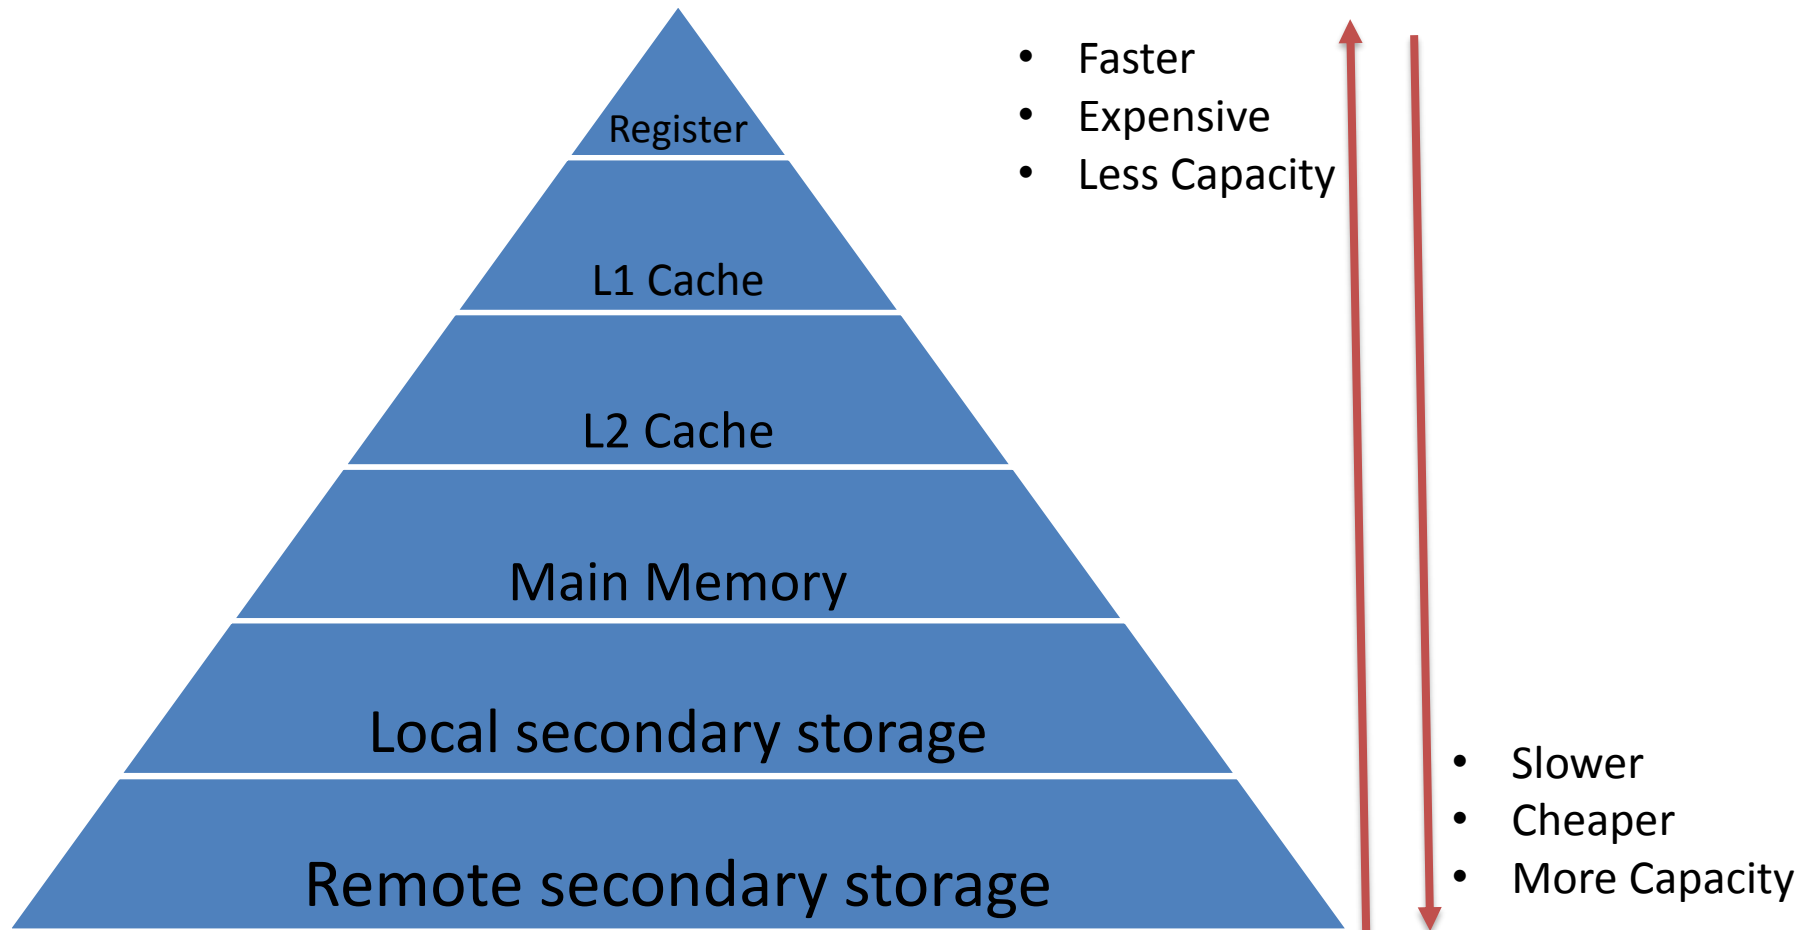 Register
L1 Cache
L2 Cache
Main Memory
Local secondary storage
Remote secondary storage
• Faster
• Expensive
• Less Capacity
• Slower
• Cheaper
• More Capacity